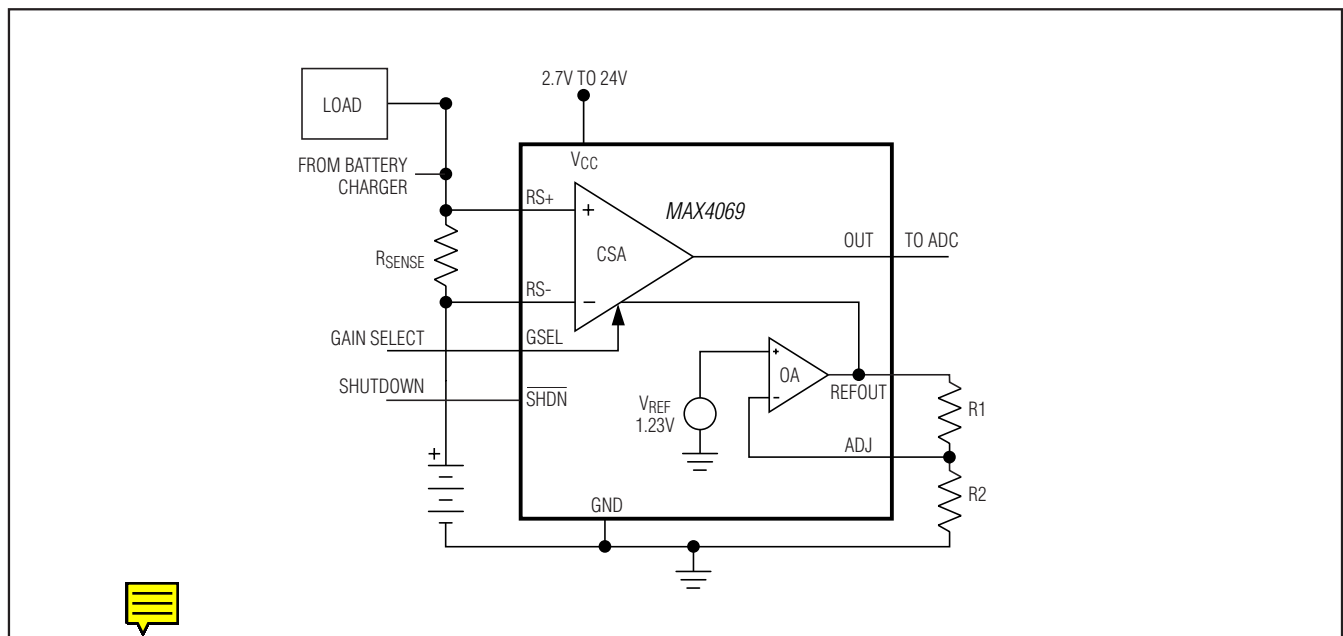 2.7V TO 24V
LOAD
VCC
FROM BATTERY
CHARGER
RS+
+
MAX4069
OUT
TO ADC
RSENSE
CSA
RS-
−
GAIN SELECT
GSEL
+
OA
SHUTDOWN
SHDN
REFOUT
VREF
1.23V
-
R1
ADJ
+
R2
GND